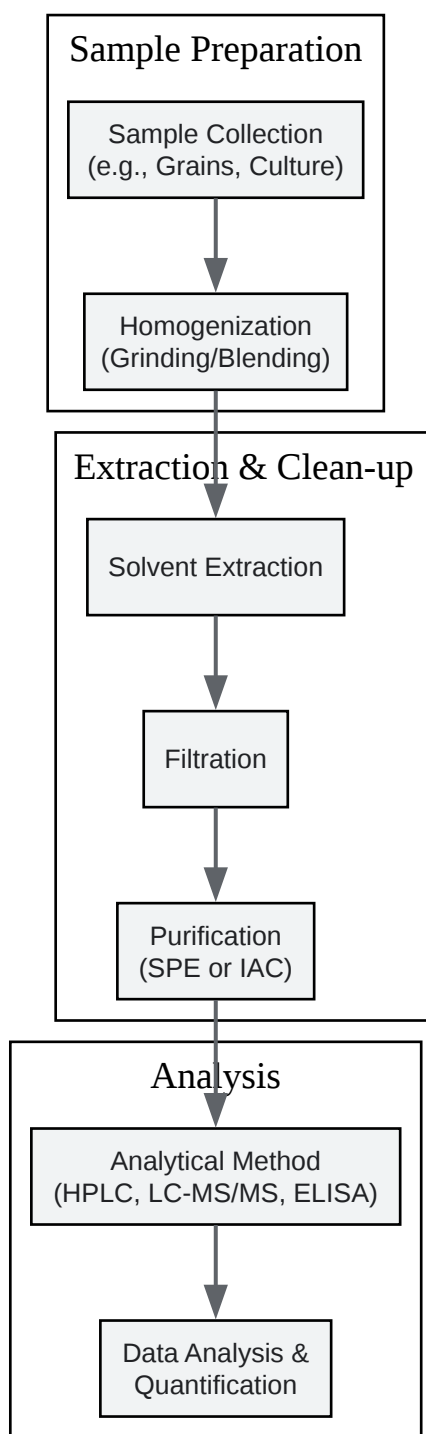 Sample Preparation
Sample Collection
(e.g., Grains, Culture)
Homogenization
(Grinding/Blending)
Extraction & Clean-up
Solvent Extraction
Filtration
Purification
(SPE or IAC)
Analysis
Analytical Method
(HPLC, LC-MS/MS, ELISA)
Data Analysis &
Quantification